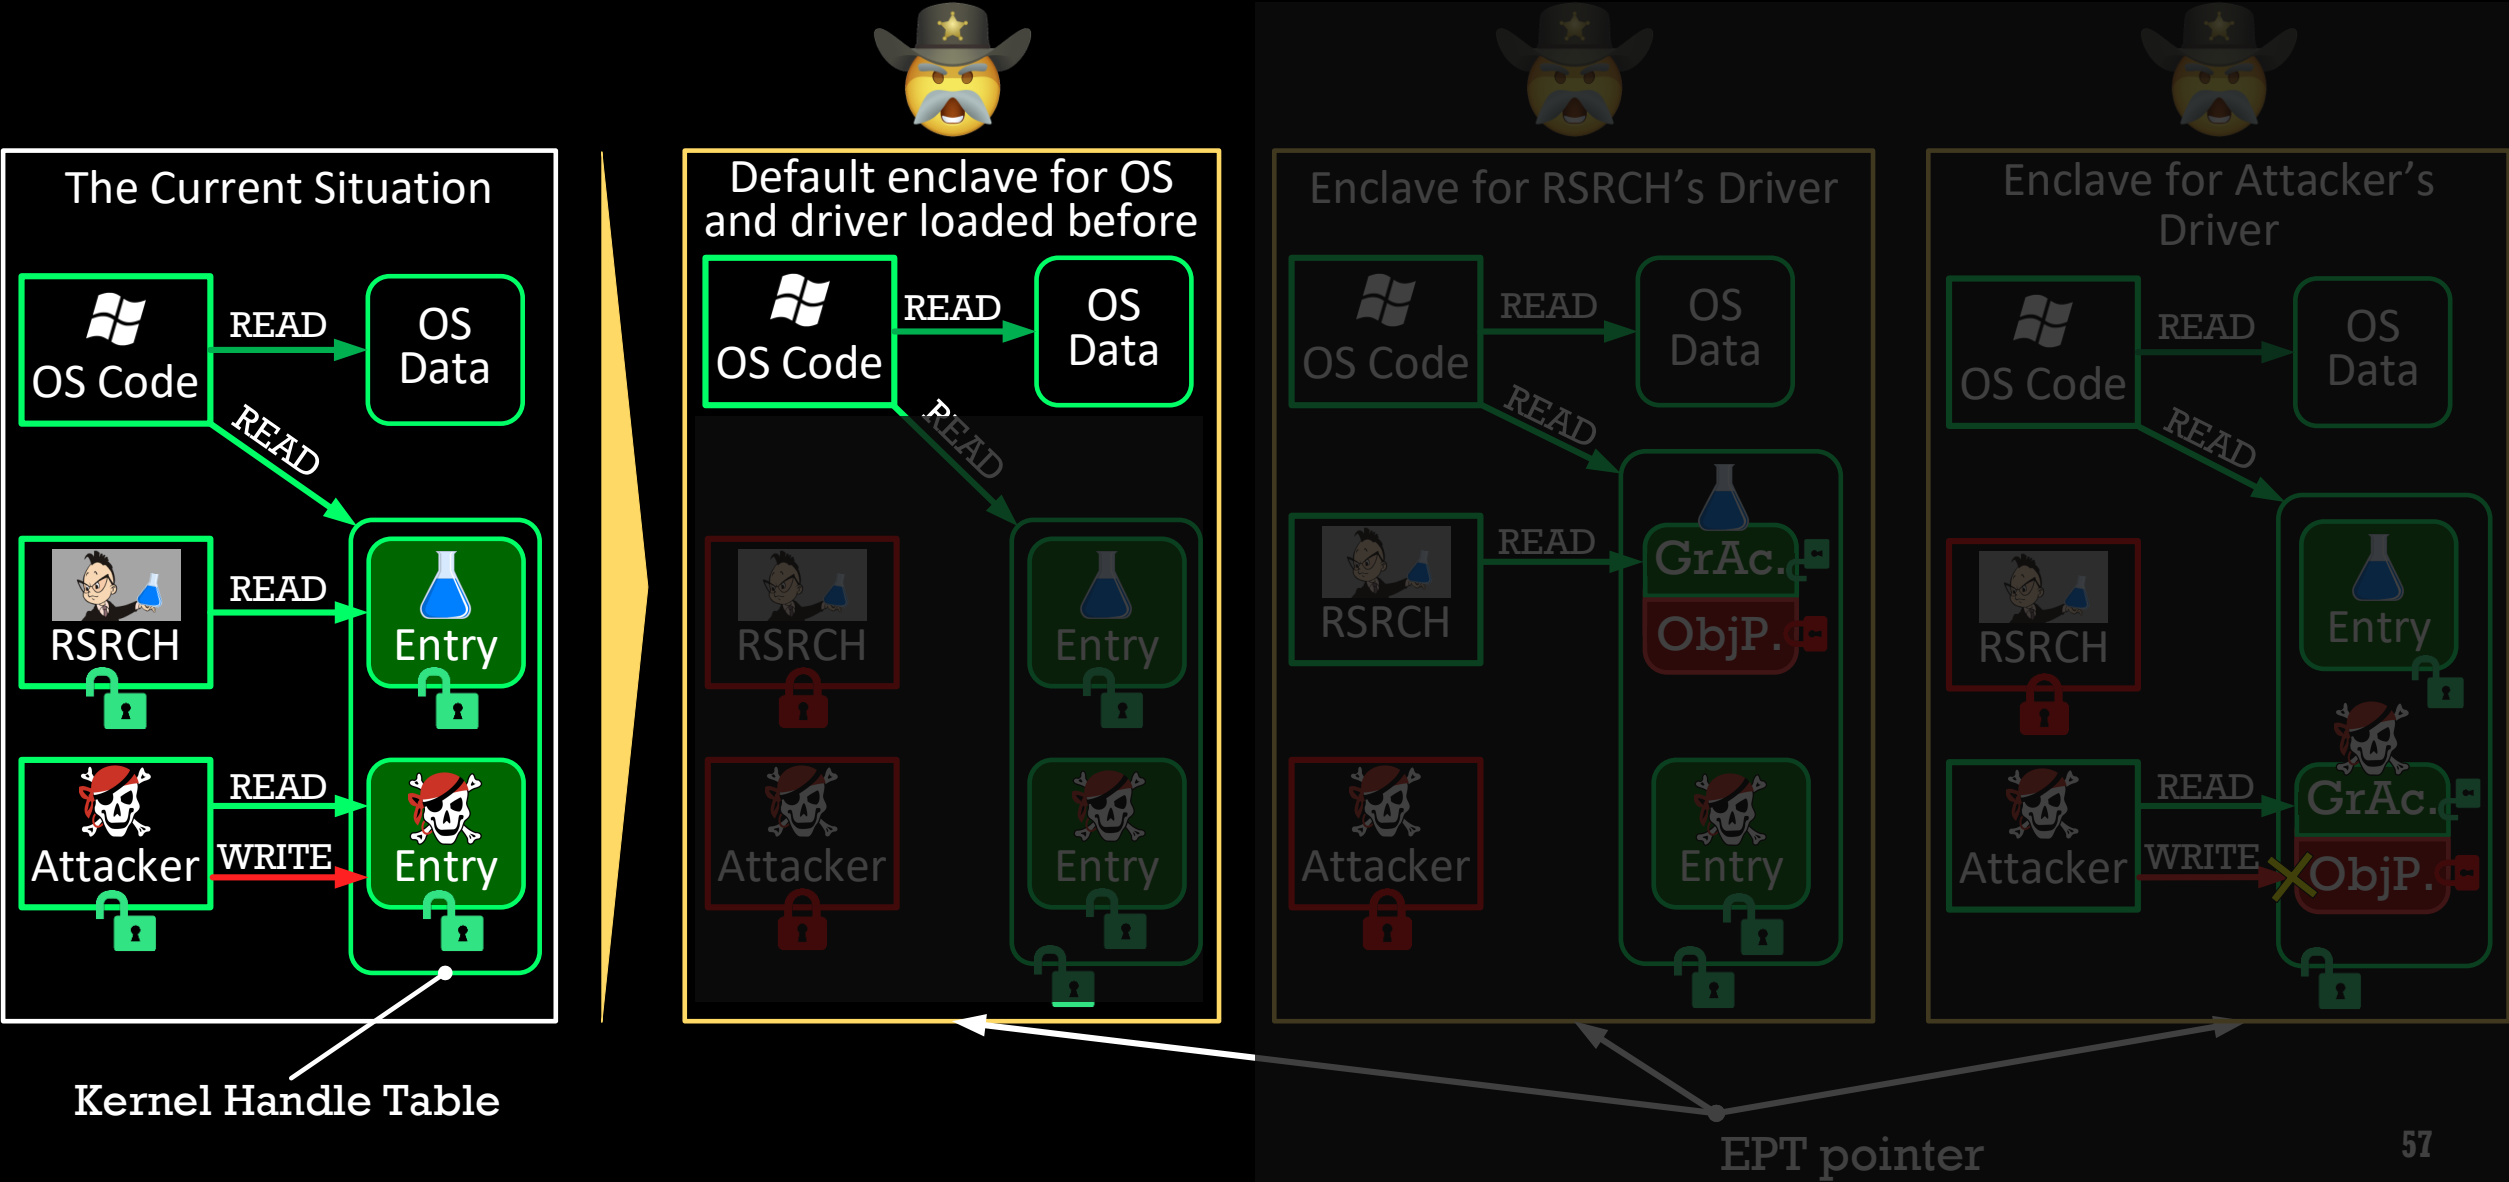 The Current Situation
OS Code
READ
OS
Data
READ
RSRCH
READ
Entry
Attacker
READ
WRITE
Entry
Kernel Handle Table
Default enclave for OS
and driver loaded before
OS Code
READ
OS
Data
READ
RSRCH
Entry
Attacker
Entry
Enclave for RSRCH's Driver
OS Code
READ
OS
Data
READ
RSRCH
READ
GrAc.
ObjP.
Attacker
Entry
Enclave for Attacker's
Driver
OS Code
READ
OS
Data
READ
RSRCH
Entry
Attacker
READ
WRITE
GrAc.
ObjP.
EPT pointer
57